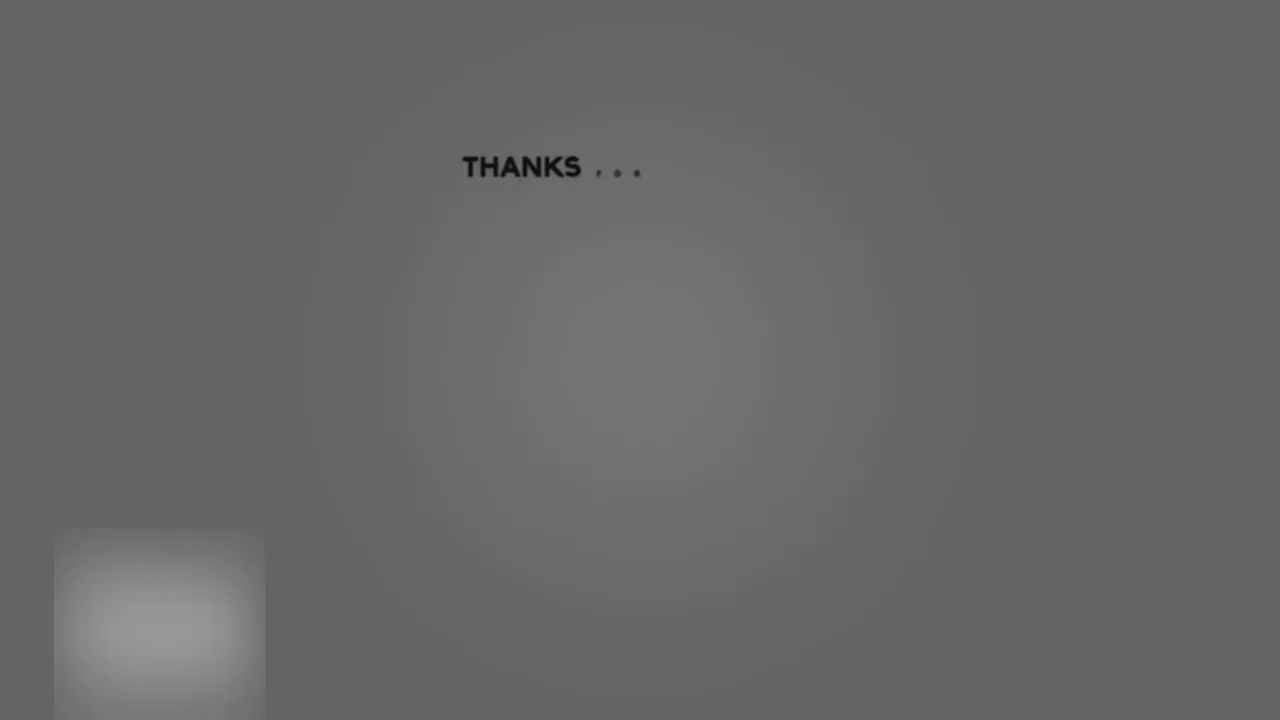 THANKS . . .